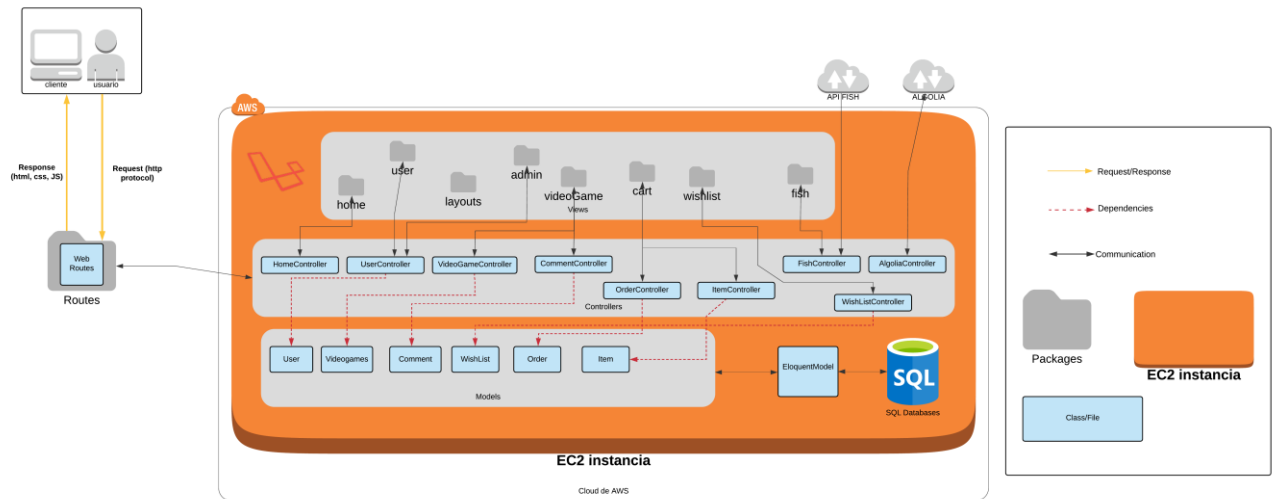 cliente
usuario
Response
(html, css, JS)
Request (http
protocol)
Web
Routes
Routes
AWS
API FISH
ALGOLIA
home
user
layouts
admin
videoGame
Views
cart
wishlist
fish
HomeController
UserController
VideoGameController
CommentController
FishController
AlgoliaController
OrderController
ItemController
WishListController
Controllers
User
Videogames
Comment
WishList
Order
Item
Models
EloquentModel
SQL
SQL Databases
EC2 instancia
Cloud de AWS
Request/Response
Dependencies
Communication
Packages
EC2 instancia
Class/File